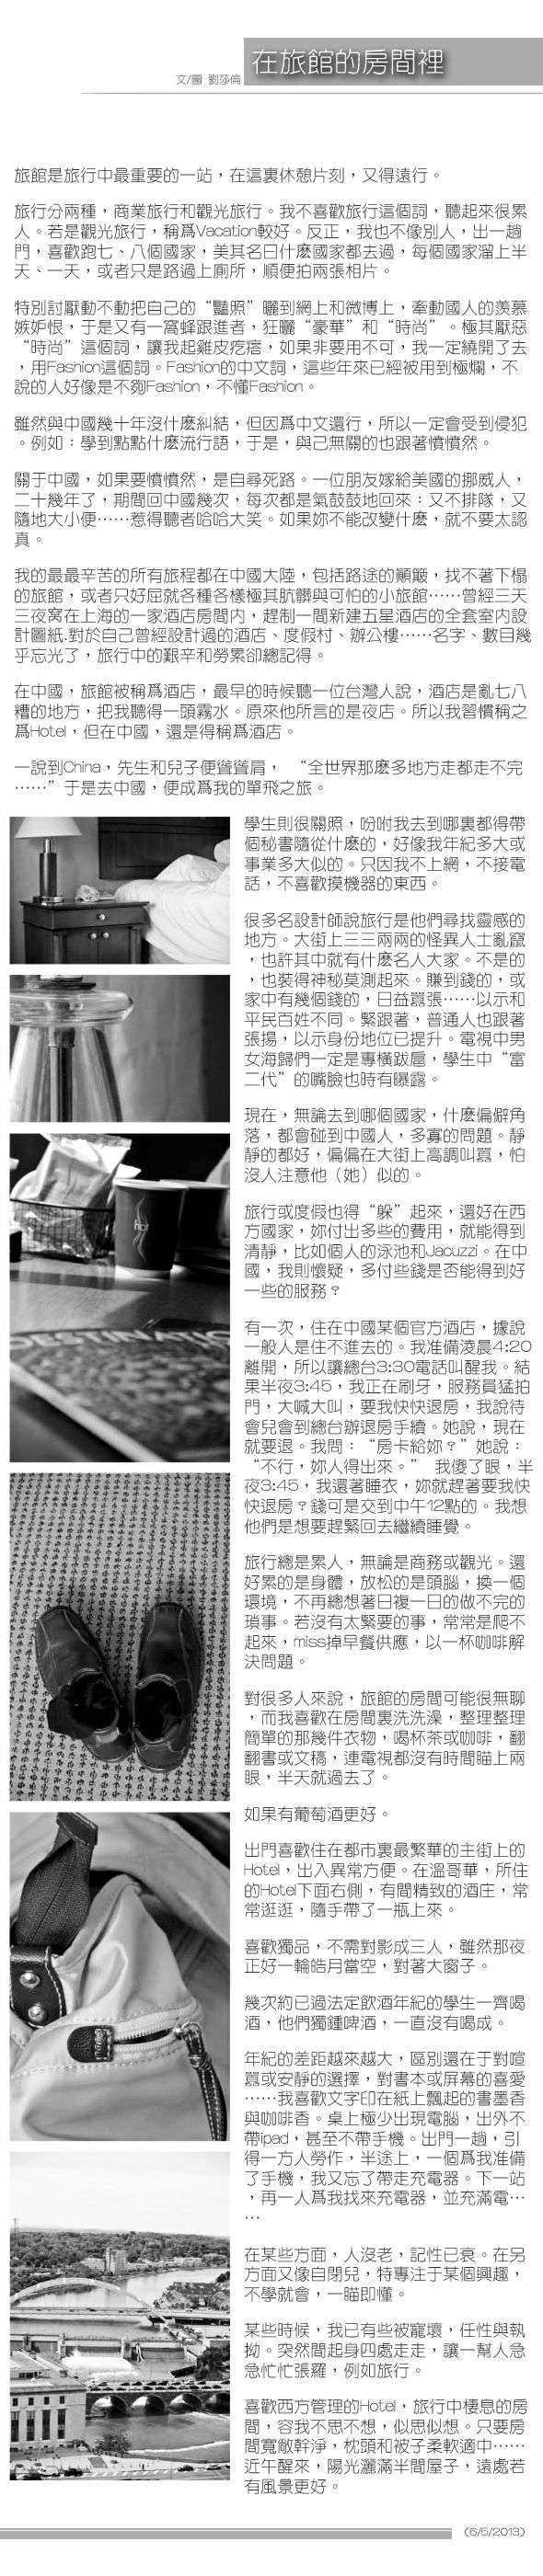 在旅館的房間裡
文/圖 劉莎倫
旅館是旅行中最重要的一站，在這裏休憩片刻，又得遠行。
旅行分兩種，商業旅行和觀光旅行。我不喜歡旅行這個詞，聽起來很累
人。若是觀光旅行，稱爲Vacation較好。反正，我也不像別人，出一趟
門，喜歡跑七、八個國家，美其名曰什麽國家都去過，每個國家溜上半
天、一天，或者只是路過上廁所，順便拍兩張相片。
特別討厭動不動把自己的“豔照”曬到網上和微博上，牽動國人的羨慕
嫉妒恨，于是又有一窩蜂跟進者，狂曬“豪華”和“時尚”。極其厭惡
“時尚”這個詞，讓我起雞皮疙瘩，如果非要用不可，我一定繞開了去
，用Fashion這個詞。Fashion的中文詞，這些年來已經被用到極爛，不
說的人好像是不夠Fashion，不懂Fashion。
雖然與中國幾十年沒什麽糾結，但因爲中文還行，所以一定會受到侵犯
。例如：學到點點什麽流行語，于是，與己無關的也跟著憤憤然。
關于中國，如果要憤憤然，是自尋死路。一位朋友嫁給美國的挪威人，
二十幾年了，期間回中國幾次，每次都是氣鼓鼓地回來：又不排隊，又
隨地大小便……惹得聽者哈哈大笑。如果妳不能改變什麽，就不要太認
真。
我的最最辛苦的所有旅程都在中國大陸，包括路途的顛簸，找不著下榻
的旅館，或者只好屈就各種各樣極其骯髒與可怕的小旅館……曾經三天
三夜窩在上海的一家酒店房間内，趕制一間新建五星酒店的全套室内設
計圖紙.對於自己曾經設計過的酒店、度假村、辦公樓……名字、數目幾
乎忘光了，旅行中的艱辛和勞累卻總記得。
在中國，旅館被稱爲酒店，最早的時候聽一位台灣人說，酒店是亂七八
糟的地方，把我聽得一頭霧水。原來他所言的是夜店。所以我習慣稱之
爲Hotel，但在中國，還是得稱爲酒店。
一說到China，先生和兒子便聳聳肩， “全世界那麽多地方走都走不完
……”于是去中國，便成爲我的單飛之旅。
學生則很關照，吩咐我去到哪裏都得帶
個秘書隨從什麽的，好像我年紀多大或
事業多大似的。只因我不上網，不接電
話，不喜歡摸機器的東西。
很多名設計師說旅行是他們尋找靈感的
地方。大街上三三兩兩的怪異人士亂竄
，也許其中就有什麽名人大家。不是的
，也裝得神秘莫測起來。賺到錢的，或
家中有幾個錢的，日益囂張……以示和
平民百姓不同。緊跟著，普通人也跟著
張揚，以示身份地位已提升。電視中男
女海歸們一定是專橫跋扈，學生中“富
二代”的嘴臉也時有曝露。
現在，無論去到哪個國家，什麽偏僻角
落，都會碰到中國人，多寡的問題。靜
靜的都好，偏偏在大街上高調叫囂，怕
沒人注意他（她）似的。
旅行或度假也得“躲”起來，還好在西
方國家，妳付出多些的費用，就能得到
清靜，比如個人的泳池和Jacuzzi。在中
國，我則懷疑，多付些錢是否能得到好
一些的服務？
有一次，住在中國某個官方酒店，據說
一般人是住不進去的。我准備淩晨4:20
離開，所以讓總台3:30電話叫醒我。結
果半夜3:45，我正在刷牙，服務員猛拍
門，大喊大叫，要我快快退房，我說待
會兒會到總台辦退房手續。她說，現在
就要退。我問：“房卡給妳？”她說：
“不行，妳人得出來。” 我傻了眼，半
夜3:45，我還著睡衣，妳就趕著要我快
快退房？錢可是交到中午12點的。我想
他們是想要趕緊回去繼續睡覺。
旅行總是累人，無論是商務或觀光。還
好累的是身體，放松的是頭腦，換一個
環境，不再總想著日複一日的做不完的
瑣事。若沒有太緊要的事，常常是爬不
起來，miss掉早餐供應，以一杯咖啡解
決問題。
對很多人來說，旅館的房間可能很無聊
，而我喜歡在房間裏洗洗澡，整理整理
簡單的那幾件衣物，喝杯茶或咖啡，翻
翻書或文稿，連電視都沒有時間瞄上兩
眼，半天就過去了。
如果有葡萄酒更好。
出門喜歡住在都市裏最繁華的主街上的
Hotel，出入異常方便。在溫哥華，所住
的Hotel下面右側，有間精致的酒庄，常
常逛逛，隨手帶了一瓶上來。
喜歡獨品，不需對影成三人，雖然那夜
正好一輪皓月當空，對著大窗子。
幾次約已過法定飲酒年紀的學生一齊喝
酒，他們獨鍾啤酒，一直沒有喝成。
年紀的差距越來越大，區別還在于對喧
囂或安靜的選擇，對書本或屏幕的喜愛
……我喜歡文字印在紙上飄起的書墨香
與咖啡香。桌上極少出現電腦，出外不
帶ipad，甚至不帶手機。出門一趟，引
得一方人勞作，半途上，一個爲我准備
了手機，我又忘了帶走充電器。下一站
，再一人爲我找來充電器，並充滿電…
…
在某些方面，人沒老，記性已衰。在另
方面又像自閉兒，特專注于某個興趣，
不學就會，一瞄即懂。
某些時候，我已有些被寵壞，任性與執
拗。突然間起身四處走走，讓一幫人急
急忙忙張羅，例如旅行。
喜歡西方管理的Hotel，旅行中棲息的房
間，容我不思不想，似思似想。只要房
間寬敞幹淨，枕頭和被子柔軟適中……
近午醒來，陽光灑滿半間屋子，遠處若
有風景更好。
（6/5/2013）